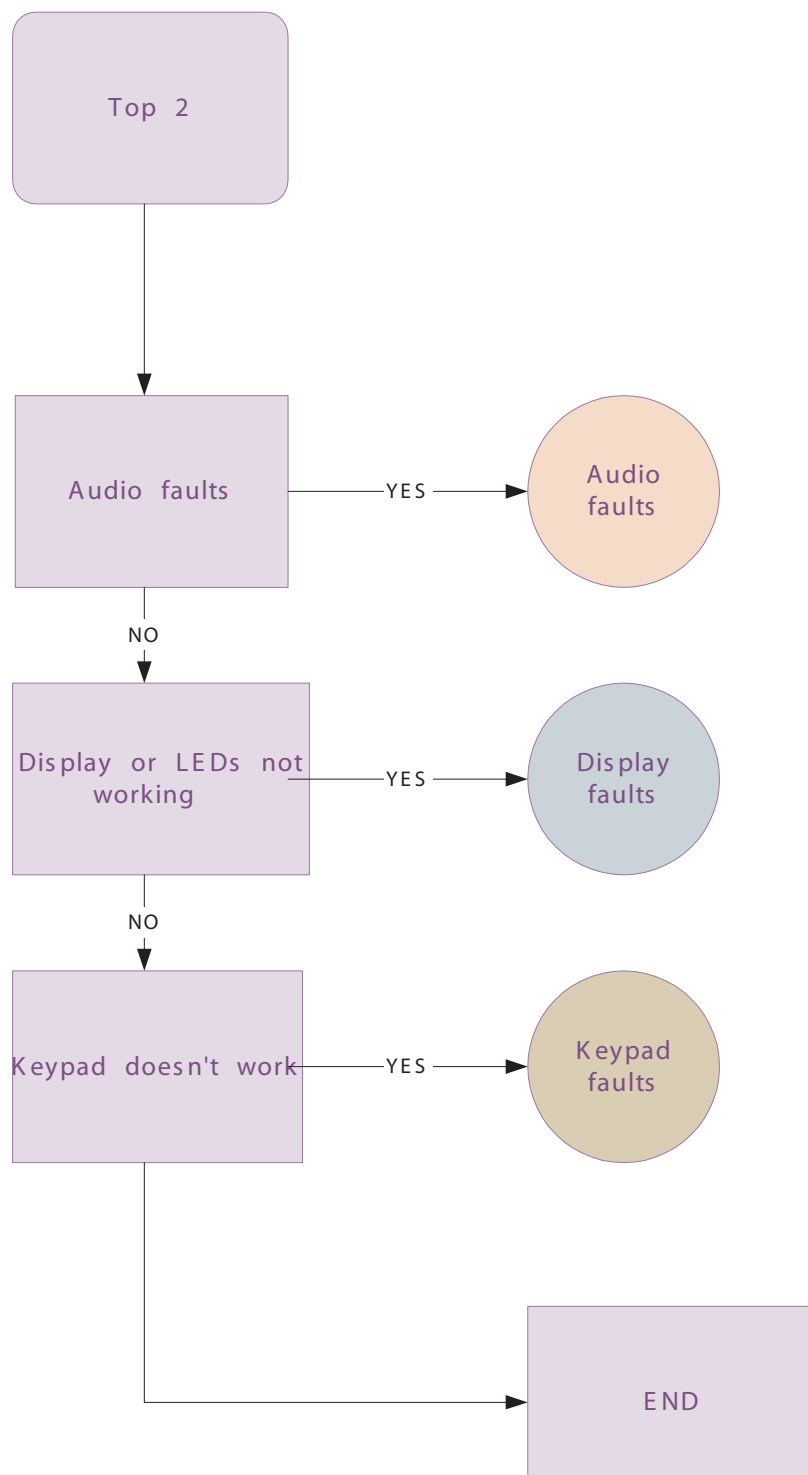 Top 2
Audio faults
YES
Audio
faults
NO
Display or LEDs not
working
YES
Display
faults
NO
Keypad doesn't work
YES
Keypad
faults
END